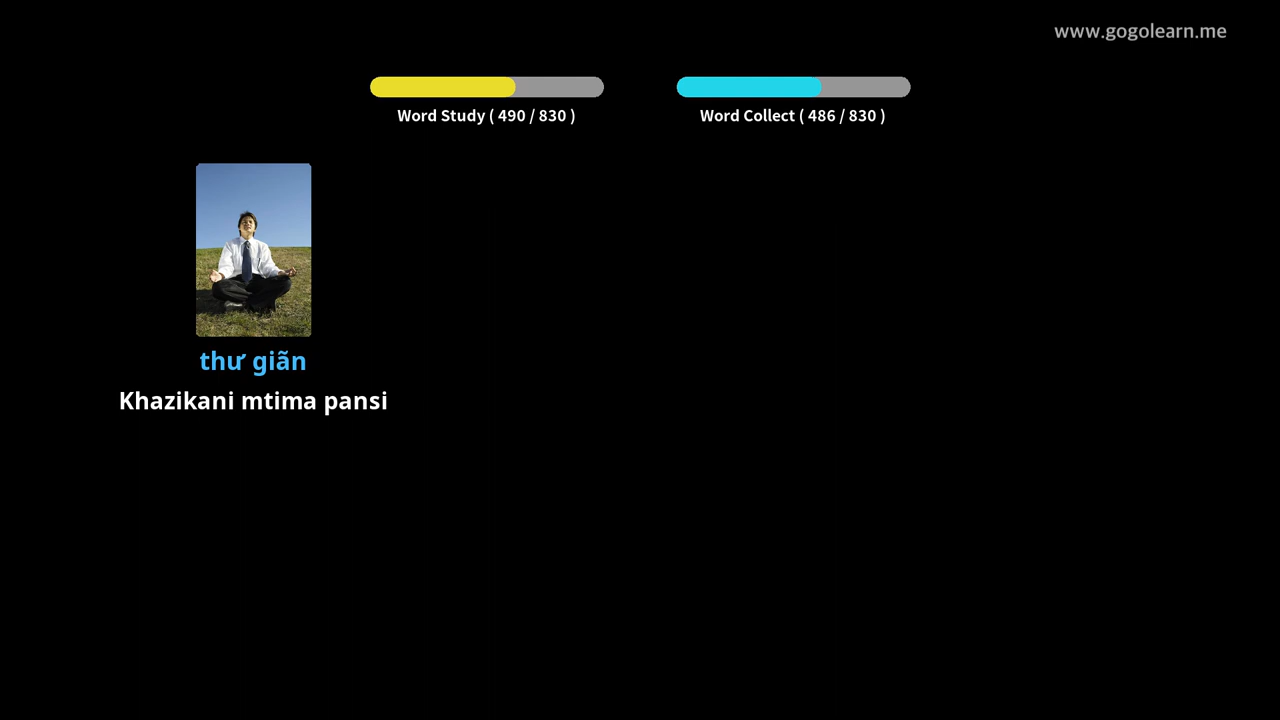 www.gogolearn.me
Word Study ( 490 / 830 )
Word Collect ( 486 / 830 )
thư giãn
Khazikani mtima pansi